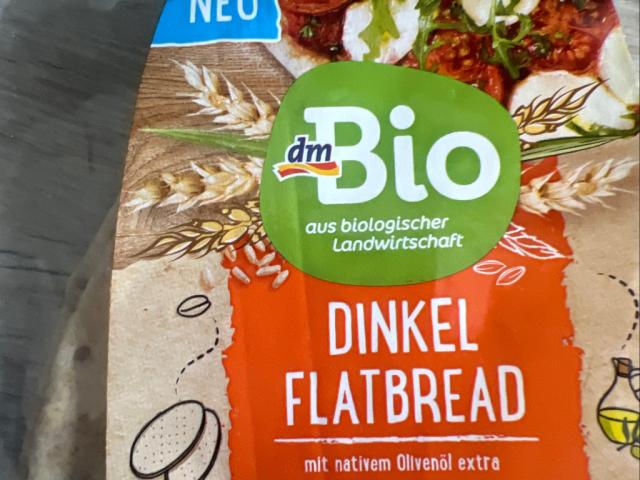 NEU
dm
Bio
aus biologischer
Landwirtschaft
DINKEL
FLATBREAD
mit nativem Olivenöl extra